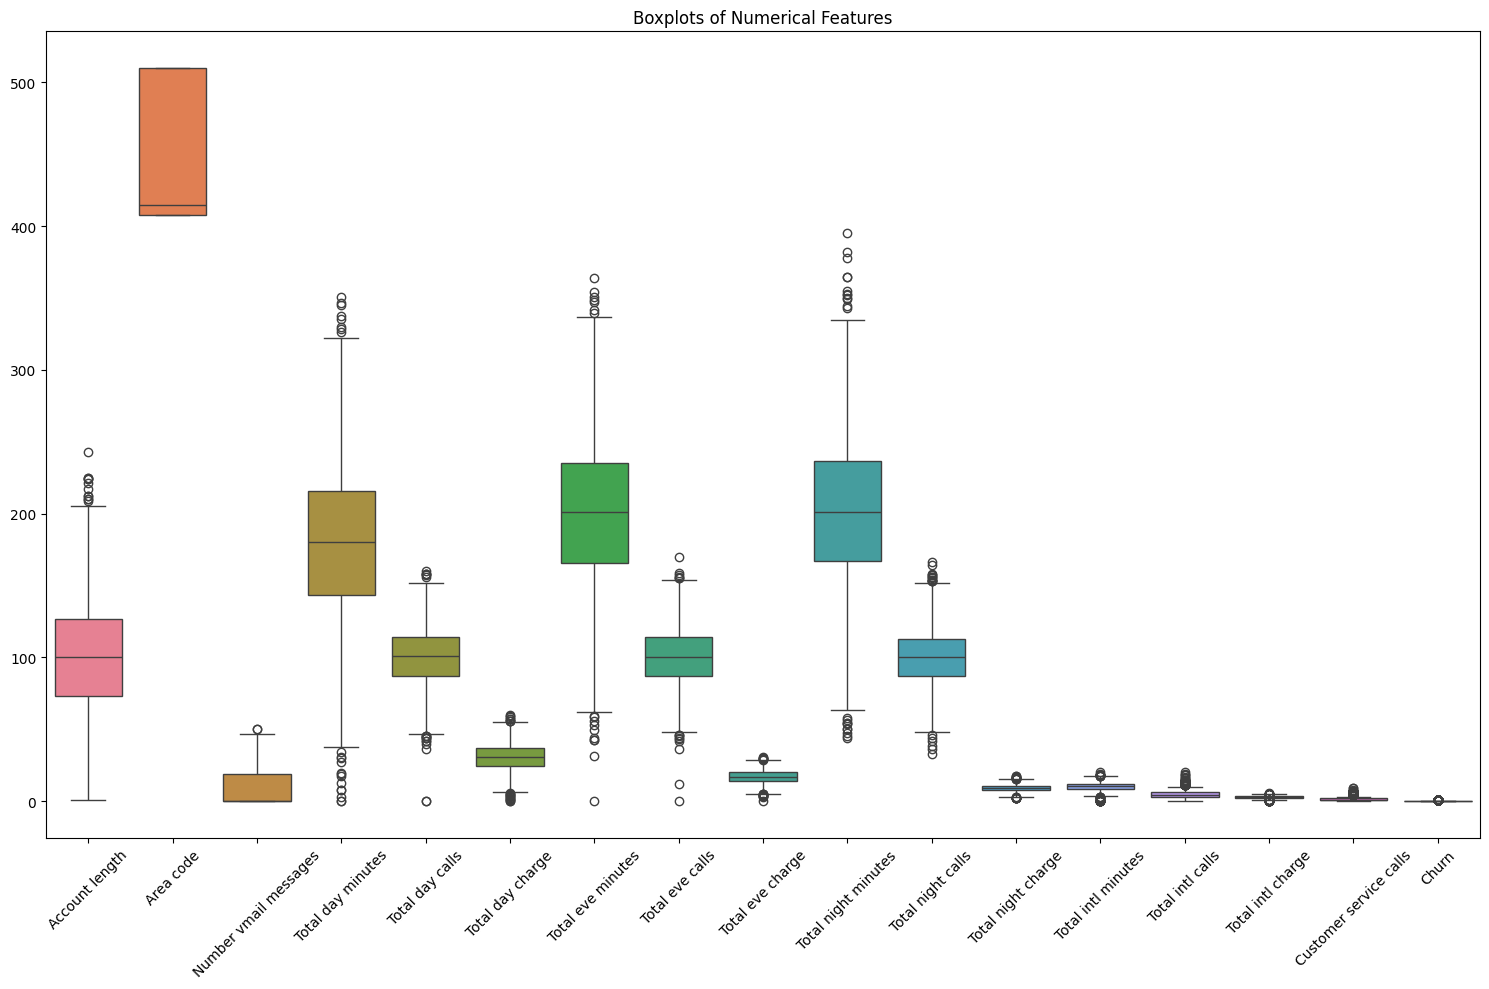 Boxplots of Numerical Features
500
400
300
200
100
0
Account length
Area code
Number vmail messages
Total day minutes
Total day calls
Total day charge
Total eve minutes
Total eve calls
Total eve charge
Total night minutes
Total night calls
Total night charge
Total intl minutes
Total intl calls
Total intl charge
Customer service calls
Churn